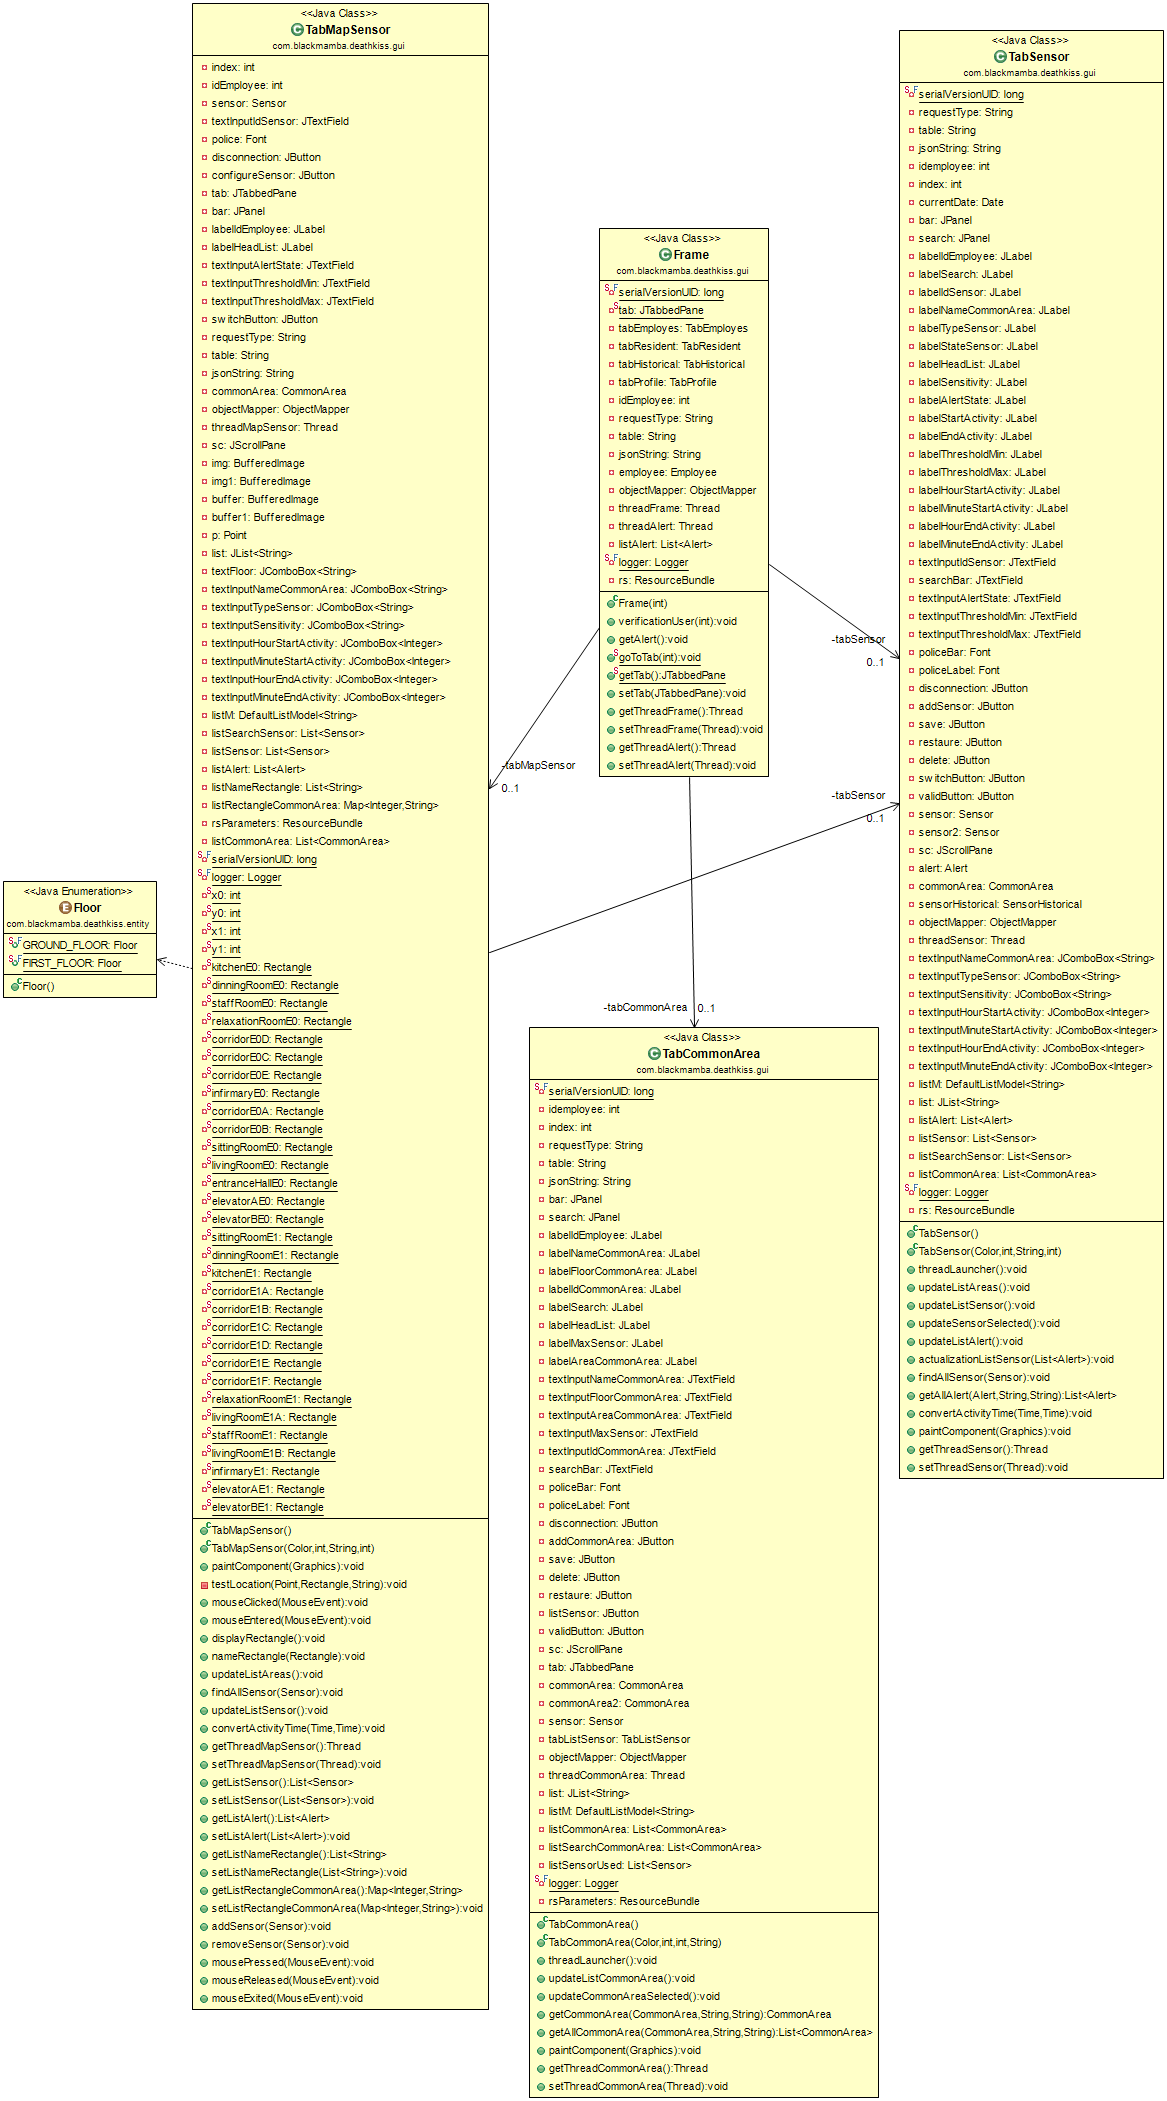 <<Java Class>>
TabMapSensor
com.blackmamba.deathkiss.gui
index: int
idEmployee: int
sensor: Sensor
textInputIdSensor: JTextField
police: Font
disconnection: JButton
configureSensor: JButton
tab: JTabbedPane
bar: JPanel
labelIdEmployee: JLabel
labelHeadList: JLabel
textInputAlertState: JTextField
textInputThresholdMin: JTextField
textInputThresholdMax: JTextField
switchButton: JButton
requestType: String
table: String
jsonString: String
commonArea: CommonArea
objectMapper: ObjectMapper
threadMapSensor: Thread
sc: JScrollPane
img: BufferedImage
img1: BufferedImage
buffer: BufferedImage
buffer1: BufferedImage
p: Point
list: JList<String>
textFloor: JComboBox<String>
textInputNameCommonArea: JComboBox<String>
textInputTypeSensor: JComboBox<String>
textInputSensitivity: JComboBox<String>
textInputHourStartActivity: JComboBox<Integer>
textInputMinuteStartActivity: JComboBox<Integer>
textInputHourEndActivity: JComboBox<Integer>
textInputMinuteEndActivity: JComboBox<Integer>
listM: DefaultListModel<String>
listSearchSensor: List<Sensor>
listSensor: List<Sensor>
listAlert: List<Alert>
listNameRectangle: List<String>
listRectangleCommonArea: Map<Integer,String>
rsParameters: ResourceBundle
listCommonArea: List<CommonArea>
serialVersionUID: long
logger: Logger
x0: int
y0: int
x1: int
y1: int
kitchenE0: Rectangle
dinningRoomE0: Rectangle
staffRoomE0: Rectangle
relaxationRoomE0: Rectangle
corridorE0D: Rectangle
corridorE0C: Rectangle
corridorE0E: Rectangle
infirmaryE0: Rectangle
corridorE0A: Rectangle
corridorE0B: Rectangle
sittingRoomE0: Rectangle
livingRoomE0: Rectangle
entranceHallE0: Rectangle
elevatorAE0: Rectangle
elevatorBE0: Rectangle
sittingRoomE1: Rectangle
dinningRoomE1: Rectangle
kitchenE1: Rectangle
corridorE1A: Rectangle
corridorE1B: Rectangle
corridorE1C: Rectangle
corridorE1D: Rectangle
corridorE1E: Rectangle
corridorE1F: Rectangle
relaxationRoomE1: Rectangle
livingRoomE1A: Rectangle
staffRoomE1: Rectangle
livingRoomE1B: Rectangle
infirmaryE1: Rectangle
elevatorAE1: Rectangle
elevatorBE1: Rectangle
TabMapSensor()
TabMapSensor(Color,int,String,int)
paintComponent(Graphics):void
testLocation(Point,Rectangle,String):void
mouseClicked(MouseEvent):void
mouseEntered(MouseEvent):void
displayRectangle():void
nameRectangle(Rectangle):void
updateListAreas():void
findAllSensor(Sensor):void
updateListSensor():void
convertActivityTime(Time,Time):void
getThreadMapSensor():Thread
setThreadMapSensor(Thread):void
getListSensor():List<Sensor>
setListSensor(List<Sensor>):void
getListAlert():List<Alert>
setListAlert(List<Alert>):void
getListNameRectangle():List<String>
setListNameRectangle(List<String>):void
getListRectangleCommonArea():Map<Integer,String>
setListRectangleCommonArea(Map<Integer,String>):void
addSensor(Sensor):void
removeSensor(Sensor):void
mousePressed(MouseEvent):void
mouseReleased(MouseEvent):void
mouseExited(MouseEvent):void
<<Java Enumeration>>
Floor
com.blackmamba.deathkiss.entity
GROUND_FLOOR: Floor
FIRST_FLOOR: Floor
Floor()
<<Java Class>>
Frame
com.blackmamba.deathkiss.gui
serialVersionUID: long
tab: JTabbedPane
tabEmployes: TabEmployes
tabResident: TabResident
tabHistorical: TabHistorical
tabProfile: TabProfile
idEmployee: int
requestType: String
table: String
jsonString: String
employee: Employee
objectMapper: ObjectMapper
threadFrame: Thread
threadAlert: Thread
listAlert: List<Alert>
logger: Logger
rs: ResourceBundle
Frame(int)
verificationUser(int):void
getAlert():void
goToTab(int):void
getTab():JTabbedPane
setTab(JTabbedPane):void
getThreadFrame():Thread
setThreadFrame(Thread):void
getThreadAlert():Thread
setThreadAlert(Thread):void
-tabSensor
0..1
-tabMapSensor
0..1
-tabSensor
0..1
-tabCommonArea 0..1
<<Java Class>>
TabCommonArea
com.blackmamba.deathkiss.gui
serialVersionUID: long
idemployee: int
index: int
requestType: String
table: String
jsonString: String
bar: JPanel
search: JPanel
labelIdEmployee: JLabel
labelNameCommonArea: JLabel
labelFloorCommonArea: JLabel
labelIdCommonArea: JLabel
labelSearch: JLabel
labelHeadList: JLabel
labelMaxSensor: JLabel
labelAreaCommonArea: JLabel
textInputNameCommonArea: JTextField
textInputFloorCommonArea: JTextField
textInputAreaCommonArea: JTextField
textInputMaxSensor: JTextField
textInputIdCommonArea: JTextField
searchBar: JTextField
policeBar: Font
policeLabel: Font
disconnection: JButton
addCommonArea: JButton
save: JButton
delete: JButton
restaure: JButton
listSensor: JButton
validButton: JButton
sc: JScrollPane
tab: JTabbedPane
commonArea: CommonArea
commonArea2: CommonArea
sensor: Sensor
tabListSensor: TabListSensor
objectMapper: ObjectMapper
threadCommonArea: Thread
list: JList<String>
listM: DefaultListModel<String>
listCommonArea: List<CommonArea>
listSearchCommonArea: List<CommonArea>
listSensorUsed: List<Sensor>
logger: Logger
rsParameters: ResourceBundle
TabCommonArea()
TabCommonArea(Color,int,int,String)
threadLauncher():void
updateListCommonArea():void
updateCommonAreaSelected():void
getCommonArea(CommonArea,String,String):CommonArea
getAllCommonArea(CommonArea,String,String):List<CommonArea>
paintComponent(Graphics):void
getThreadCommonArea():Thread
setThreadCommonArea(Thread):void
<<Java Class>>
TabSensor
com.blackmamba.deathkiss.gui
serialVersionUID: long
requestType: String
table: String
jsonString: String
idemployee: int
index: int
currentDate: Date
bar: JPanel
search: JPanel
labelIdEmployee: JLabel
labelSearch: JLabel
labelIdSensor: JLabel
labelNameCommonArea: JLabel
labelTypeSensor: JLabel
labelStateSensor: JLabel
labelHeadList: JLabel
labelSensitivity: JLabel
labelAlertState: JLabel
labelStartActivity: JLabel
labelEndActivity: JLabel
labelThresholdMin: JLabel
labelThresholdMax: JLabel
labelHourStartActivity: JLabel
labelMinuteStartActivity: JLabel
labelHourEndActivity: JLabel
labelMinuteEndActivity: JLabel
textInputIdSensor: JTextField
searchBar: JTextField
textInputAlertState: JTextField
textInputThresholdMin: JTextField
textInputThresholdMax: JTextField
policeBar: Font
policeLabel: Font
disconnection: JButton
addSensor: JButton
save: JButton
restaure: JButton
delete: JButton
switchButton: JButton
validButton: JButton
sensor: Sensor
sensor2: Sensor
sc: JScrollPane
alert: Alert
commonArea: CommonArea
sensorHistorical: SensorHistorical
objectMapper: ObjectMapper
threadSensor: Thread
textInputNameCommonArea: JComboBox<String>
textInputTypeSensor: JComboBox<String>
textInputSensitivity: JComboBox<String>
textInputHourStartActivity: JComboBox<Integer>
textInputMinuteStartActivity: JComboBox<Integer>
textInputHourEndActivity: JComboBox<Integer>
textInputMinuteEndActivity: JComboBox<Integer>
listM: DefaultListModel<String>
list: JList<String>
listAlert: List<Alert>
listSensor: List<Sensor>
listSearchSensor: List<Sensor>
listCommonArea: List<CommonArea>
logger: Logger
rs: ResourceBundle
TabSensor()
TabSensor(Color,int,String,int)
threadLauncher():void
updateListAreas():void
updateListSensor():void
updateSensorSelected():void
updateListAlert():void
actualizationListSensor(List<Alert>):void
findAllSensor(Sensor):void
getAllAlert(Alert,String,String):List<Alert>
convertActivityTime(Time,Time):void
paintComponent(Graphics):void
getThreadSensor():Thread
setThreadSensor(Thread):void